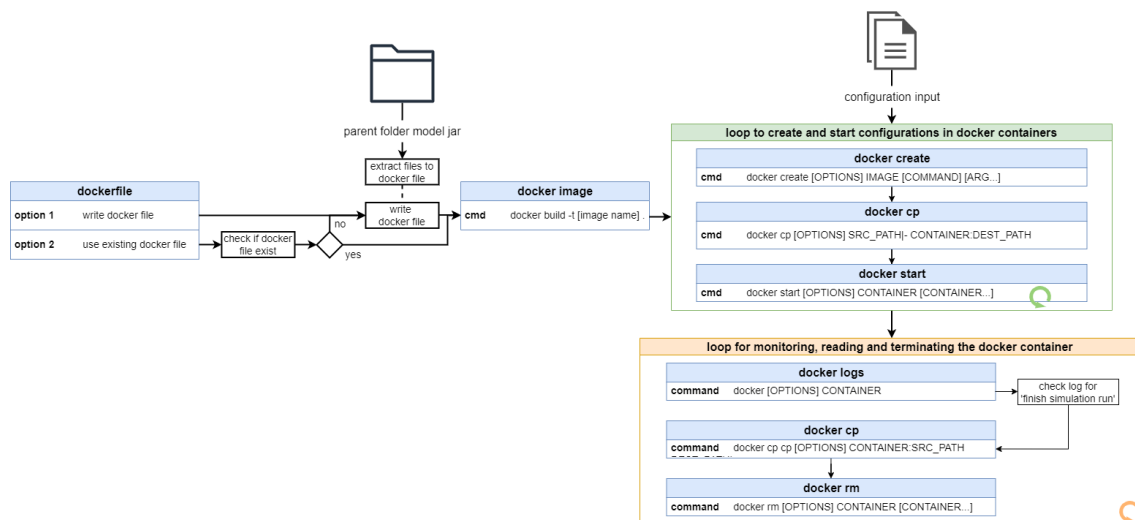 configuration input
parent folder model jar
loop to create and start configurations in docker containers
docker create
cmd docker create [OPTIONS] IMAGE [COMMAND] [ARG...]
extract files to
docker file
dockerfile
option 1 write docker file
option 2 use existing docker file
check if docker
file exist
no
yes
write
docker file
docker image
cmd docker build -t [image name] .
docker cp
cmd docker cp [OPTIONS] SRC_PATH|- CONTAINER:DEST_PATH
docker start
cmd docker start [OPTIONS] CONTAINER [CONTAINER...]
loop for monitoring, reading and terminating the docker container
docker logs
command docker [OPTIONS] CONTAINER
check log for
'finish simulation run'
docker cp
command docker cp cp [OPTIONS] CONTAINER:SRC_PATH
docker rm
command docker rm [OPTIONS] CONTAINER [CONTAINER...]